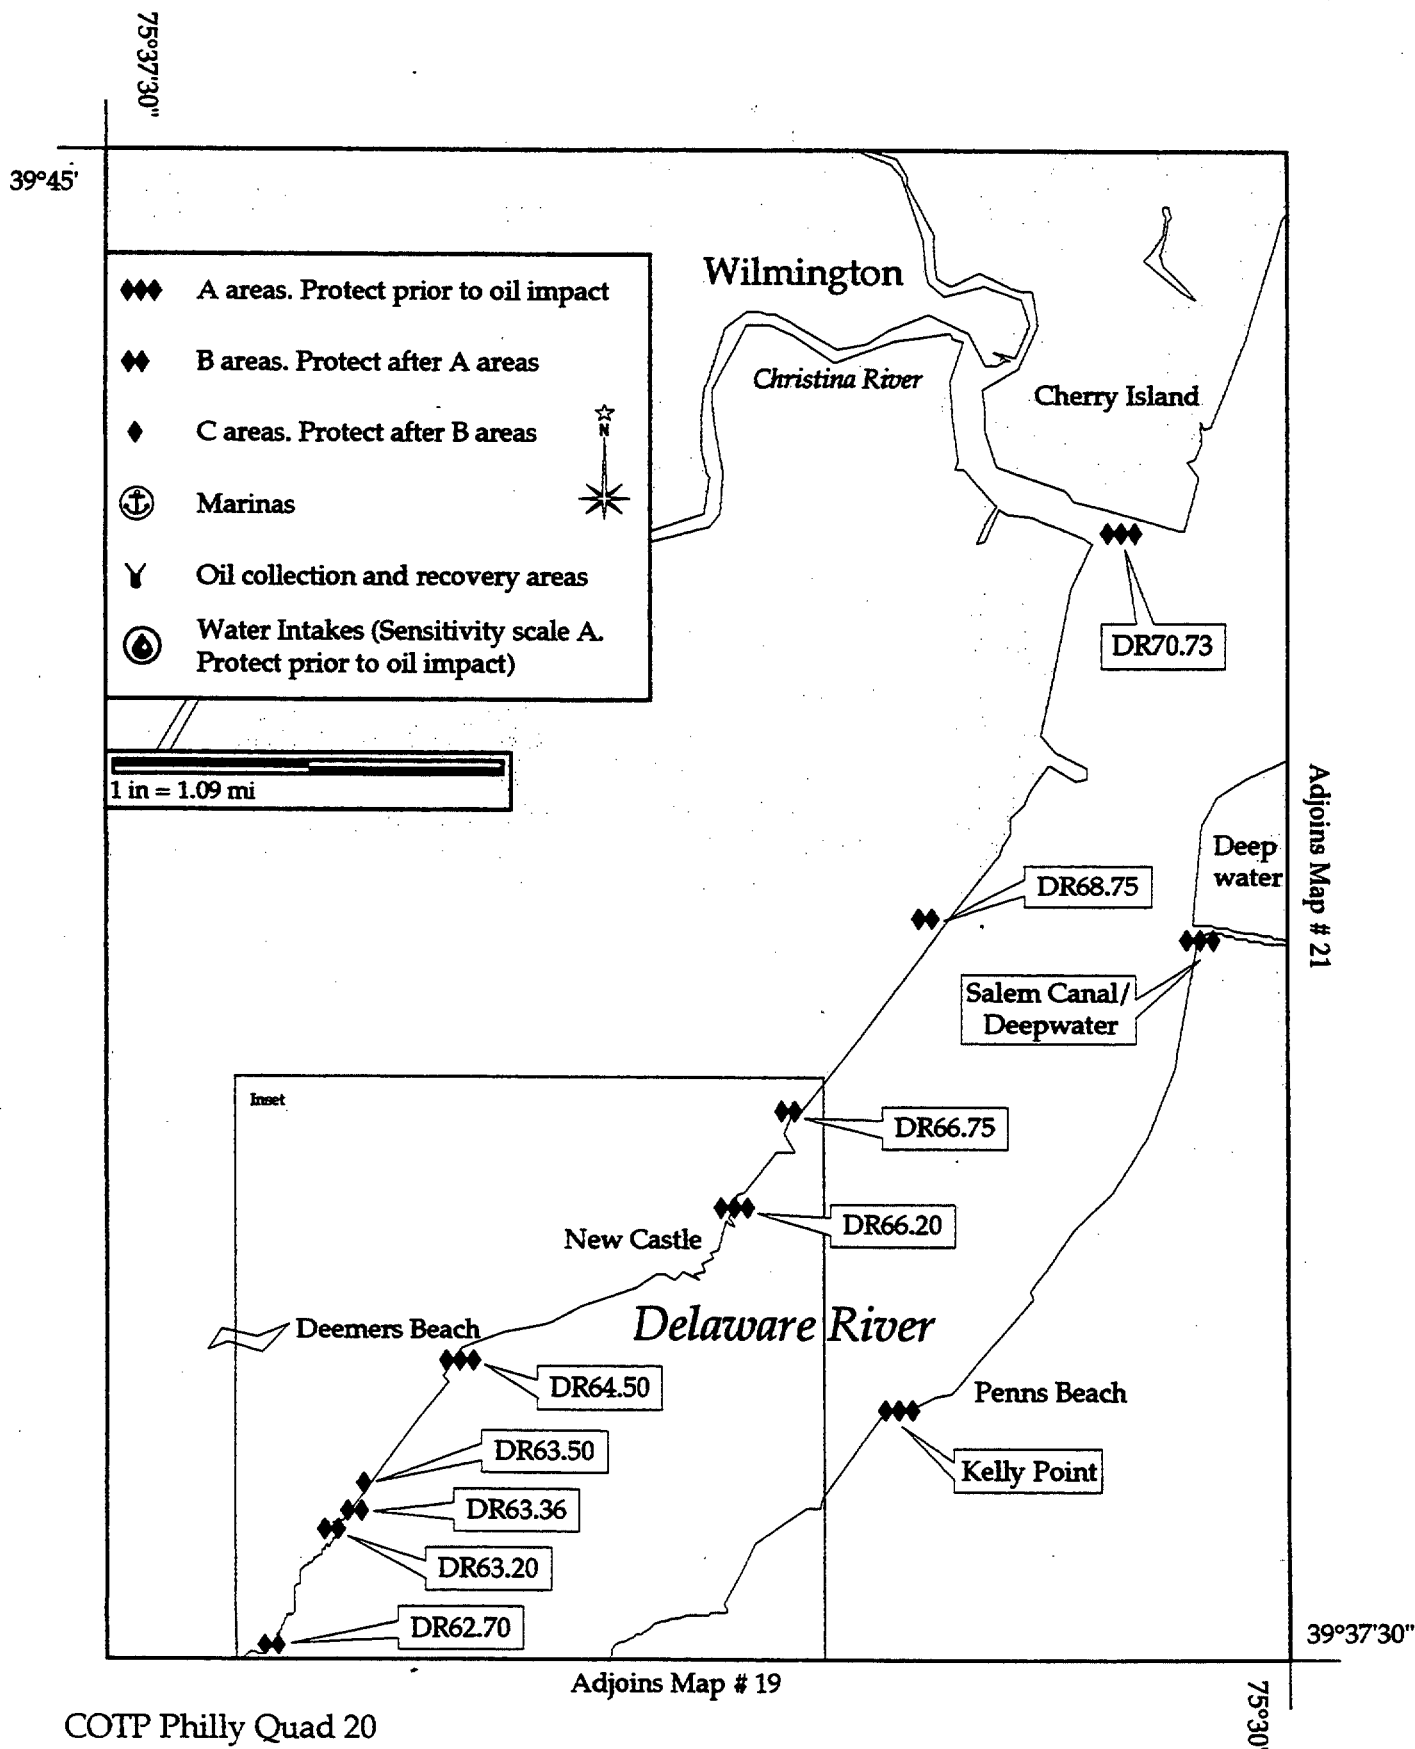 75°37'30"
39°45'
Wilmington
A areas. Protect prior to oil impact
B areas. Protect after A areas
C areas. Protect after B areas
N
Marinas
Oil collection and recovery areas
Water Intakes (Sensitivity scale A.
Protect prior to oil impact)
Christina River
Cherry Island
DR70.73
1 in = 1.09 mi
Adjoins Map # 21
Deep
water
DR68.75
Salem Canal/
Deepwater
Inset
DR66.75
DR66.20
New Castle
Delaware River
Deemers Beach
DR64.50
Penns Beach
DR63.50
Kelly Point
DR63.36
DR63.20
DR62.70
39°37'30"
Adjoins Map # 19
75°30'
COTP Philly Quad 20